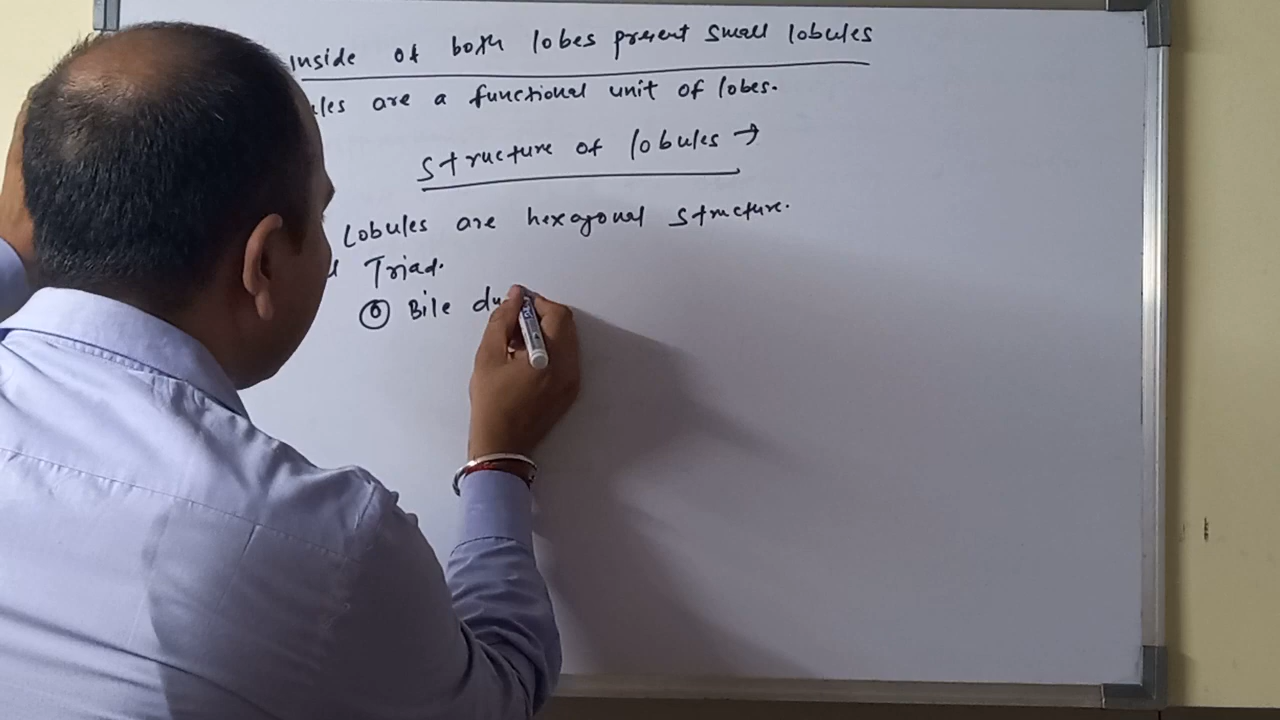 inside of both lobes present small lobules
ules are a functional unit of lobes.
Structure of lobules →
Lobules are hexagonal Structure.
Triad.
Bile du